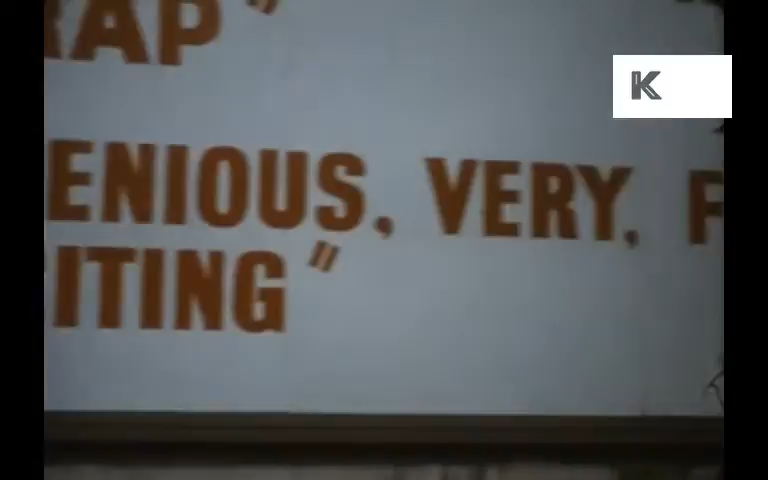 RAP"
K
ENIOUS, VERY, F
ITING"